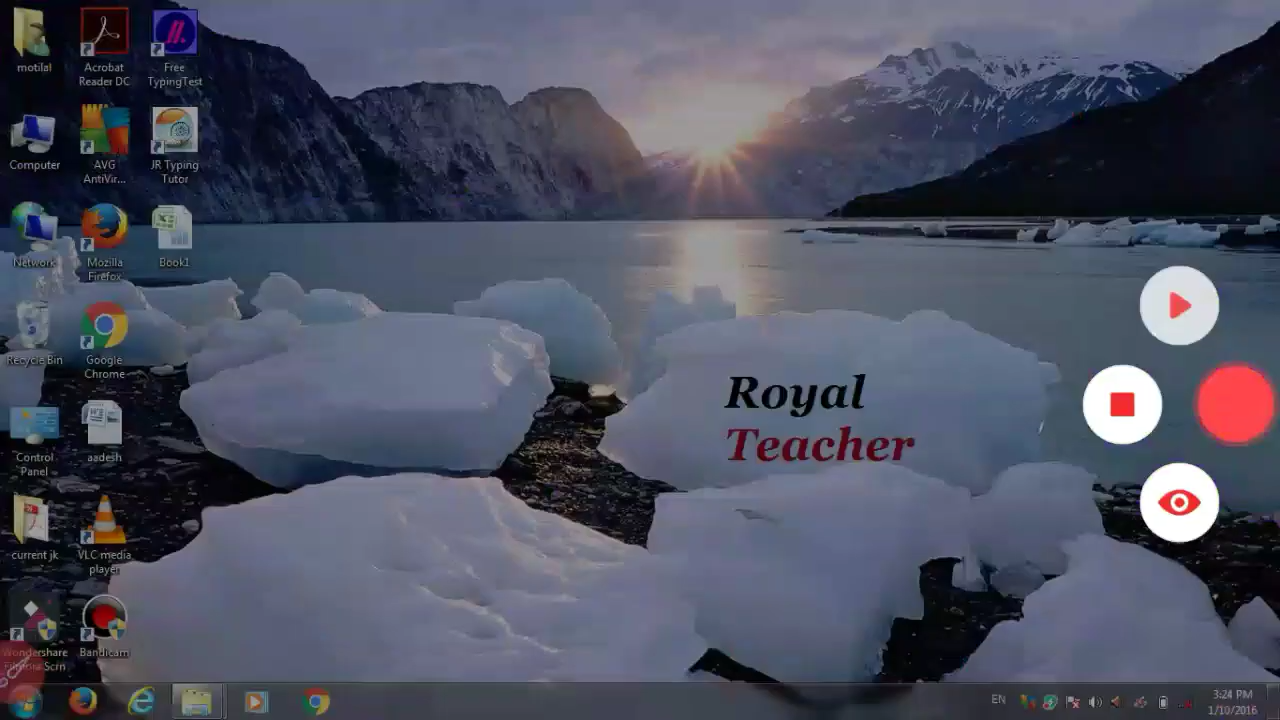 motilal
Acrobat
Reader DC
Free
TypingTest
Computer
AVG
AntiVir...
JR Typing
Tutor
Network
Mozilla
Firefox
Book1
Recycle Bin
Google
Chrome
Control
Panel
aadesh
current jk
VLC media
player
Wondershare
Filmora Scrn
Bandicam
Royal
Teacher
EN
3:24 PM
1/10/2016